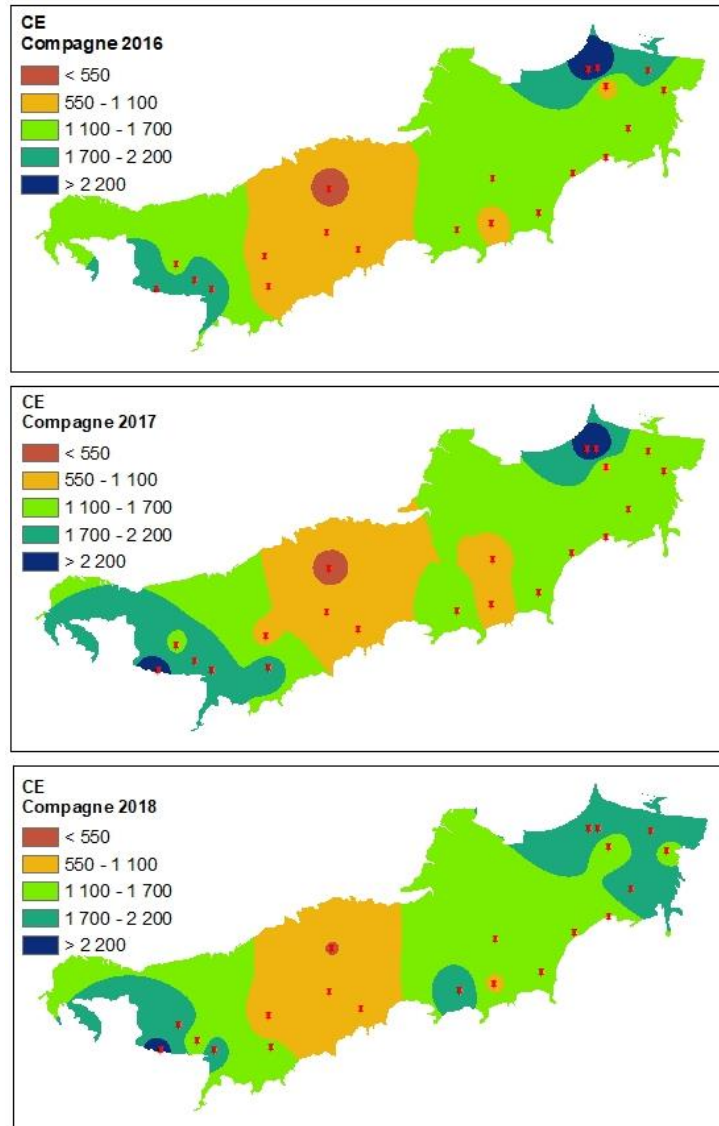 CE
Compagne 2016
< 550
550 - 1 100
1 100 - 1 700
1 700 - 2 200
> 2 200
CE
Compagne 2017
< 550
550 - 1 100
1 100 - 1 700
1 700 - 2 200
> 2 200
CE
Compagne 2018
< 550
550 - 1 100
1 100 - 1 700
1 700 - 2 200
> 2 200